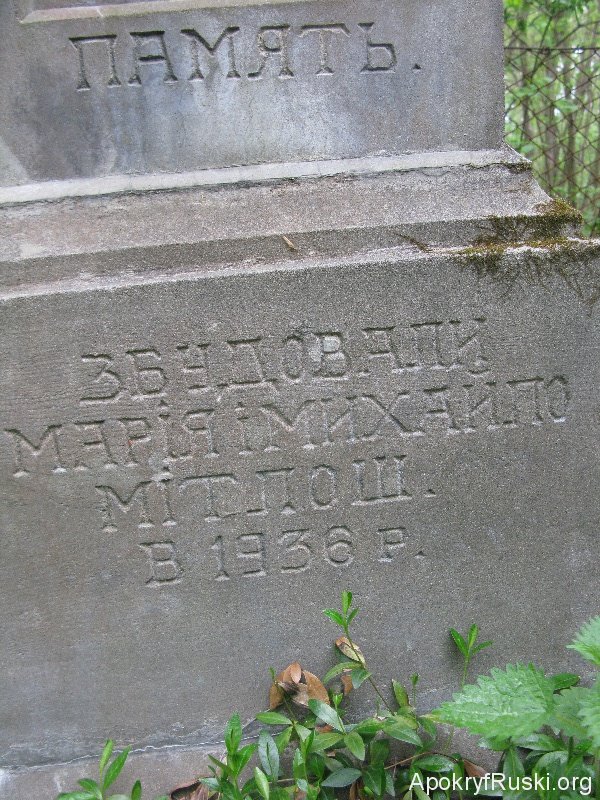 ПАМЯТЬ.
ЗБУДОВАЛИ
МАРІЯ І МИХАЙЛО
МІТЛОШ.
В 1936 Р.
ApokryfRuski.org